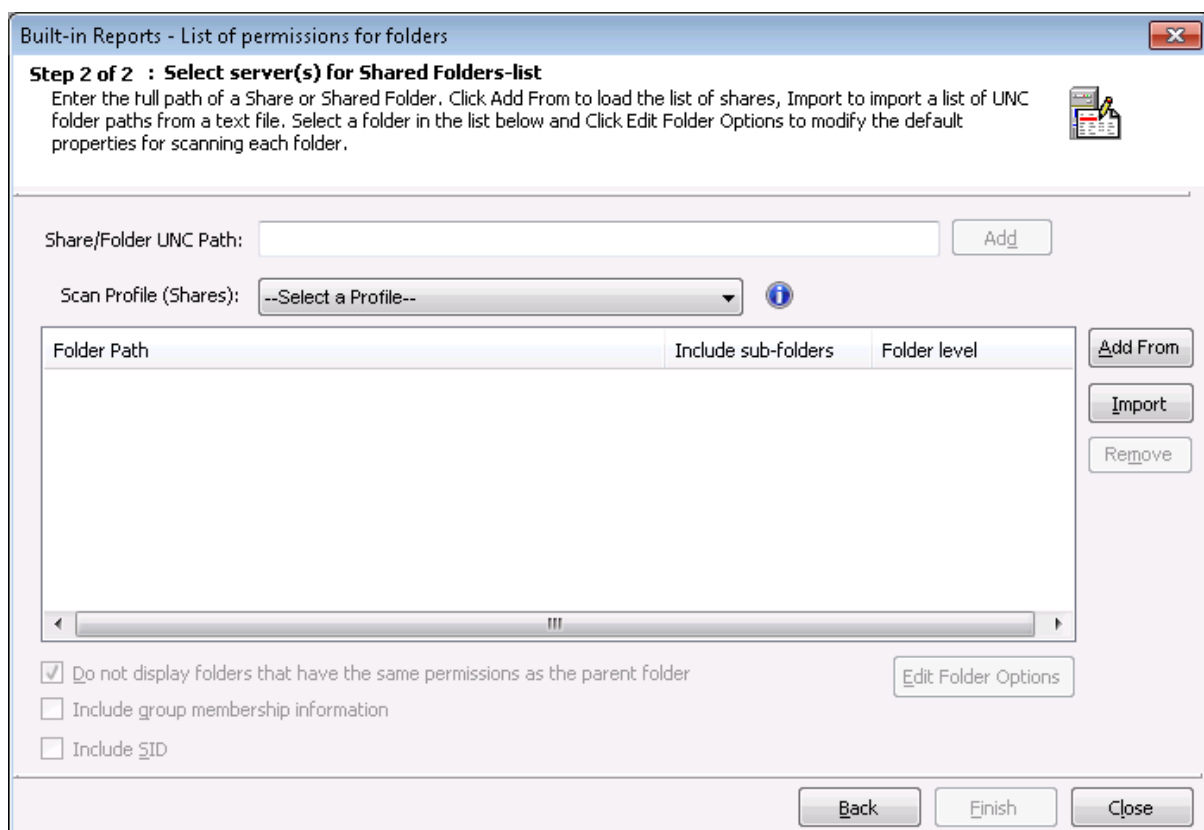 Built-in Reports - List of permissions for folders
Step 2 of 2 : Select server(s) for Shared Folders-list
Enter the full path of a Share or Shared Folder. Click Add From to load the list of shares, Import to import a list of UNC
folder paths from a text file. Select a folder in the list below and Click Edit Folder Options to modify the default
properties for scanning each folder.
Share/Folder UNC Path:
Add
Scan Profile (Shares):
--Select a Profile--
Folder Path Include sub-folders Folder level
Add From
Import
Remove
Do not display folders that have the same permissions as the parent folder
Edit Folder Options
Include group membership information
Include SID
Back Finish Close